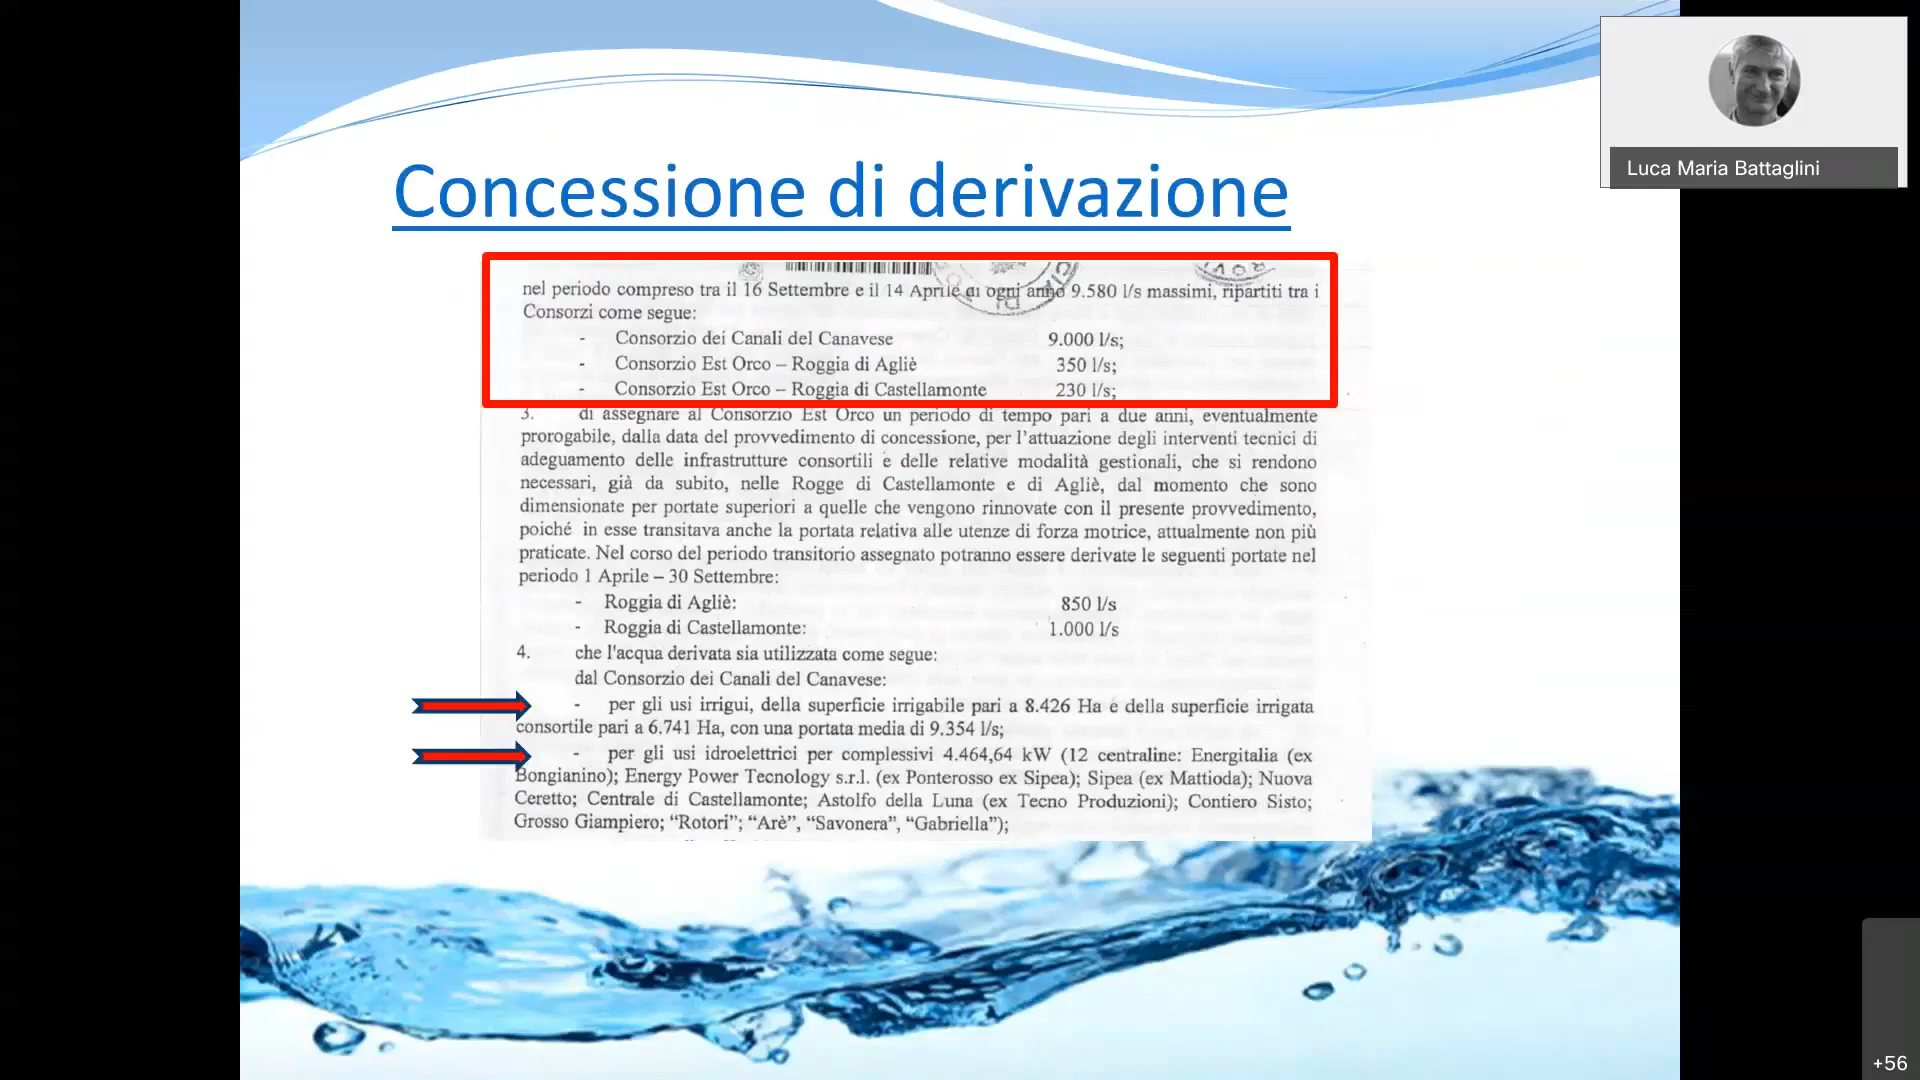 Concessione di derivazione
Luca Maria Battaglini
nel periodo compreso tra il 16 Settembre e il 14 Aprile di ogni anno 9.580 l/s massimi, ripartiti tra i
Consorzi come segue:
- Consorzio dei Canali del Canavese 9.000 l/s;
- Consorzio Est Orco – Roggia di Agliè 350 l/s;
- Consorzio Est Orco – Roggia di Castellamonte 230 l/s;
3. di assegnare al Consorzio Est Orco un periodo di tempo pari a due anni, eventualmente
prorogabile, dalla data del provvedimento di concessione, per l'attuazione degli interventi tecnici di
adeguamento delle infrastrutture consortili e delle relative modalità gestionali, che si rendono
necessari, già da subito, nelle Rogge di Castellamonte e di Agliè, dal momento che sono
dimensionate per portate superiori a quelle che vengono rinnovate con il presente provvedimento,
poiché in esse transitava anche la portata relativa alle utenze di forza motrice, attualmente non più
praticate. Nel corso del periodo transitorio assegnato potranno essere derivate le seguenti portate nel
periodo 1 Aprile – 30 Settembre:
- Roggia di Agliè: 850 l/s
- Roggia di Castellamonte: 1.000 l/s
4. che l'acqua derivata sia utilizzata come segue:
dal Consorzio dei Canali del Canavese:
- per gli usi irrigui, della superficie irrigabile pari a 8.426 Ha e della superficie irrigata
consortile pari a 6.741 Ha, con una portata media di 9.354 l/s;
- per gli usi idroelettrici per complessivi 4.464,64 kW (12 centraline: Energitalia (ex
Bongianino); Energy Power Tecnology s.r.l. (ex Ponterosso ex Sipea); Sipea (ex Mattioda); Nuova
Ceretto; Centrale di Castellamonte; Astolfo della Luna (ex Tecno Produzioni); Contiero Sisto;
Grosso Giampiero; “Rotori”; “Arè”, “Savonera”, “Gabriella”);
+56